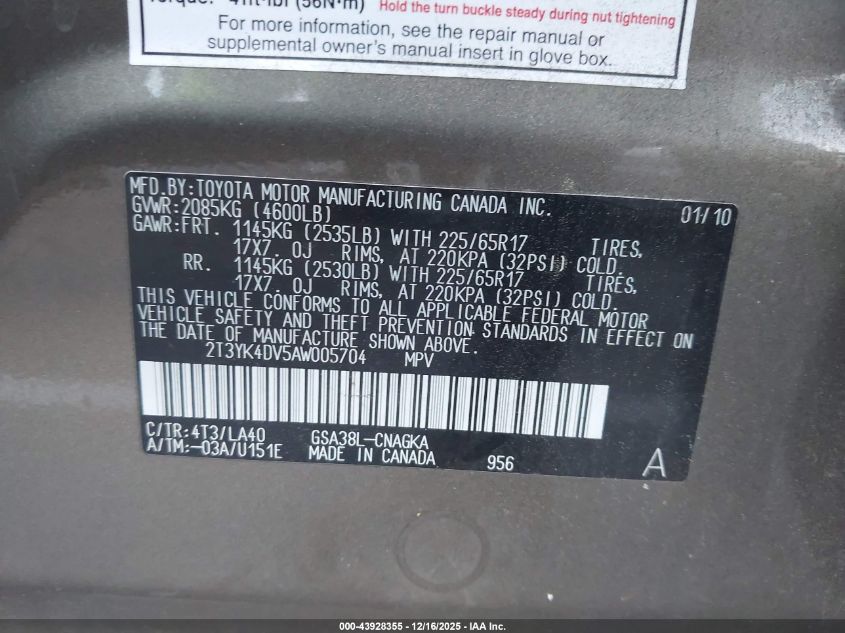 Torque: 41ft·lbf (56N·m) Hold the turn buckle steady during nut tightening
For more information, see the repair manual or
supplemental owner's manual insert in glove box.
MFD.BY:TOYOTA MOTOR MANUFACTURING CANADA INC. 01/10
GVWR:2085KG (4600LB)
GAWR:FRT. 1145KG (2535LB) WITH 225/65R17 TIRES,
17X7. 0J RIMS, AT 220KPA (32PSI) COLD.
RR. 1145KG (2530LB) WITH 225/65R17 TIRES,
17X7. 0J RIMS, AT 220KPA (32PSI) COLD.
THIS VEHICLE CONFORMS TO ALL APPLICABLE FEDERAL MOTOR
VEHICLE SAFETY AND THEFT PREVENTION STANDARDS IN EFFECT ON
THE DATE OF MANUFACTURE SHOWN ABOVE.
2T3YK4DV5AW005704 MPV
C/TR:4T3/LA40 GSA38L-CNAGKA
A/TM:-03A/U151E MADE IN CANADA 956 A
000-43928355 - 12/16/2025 - IAA Inc.